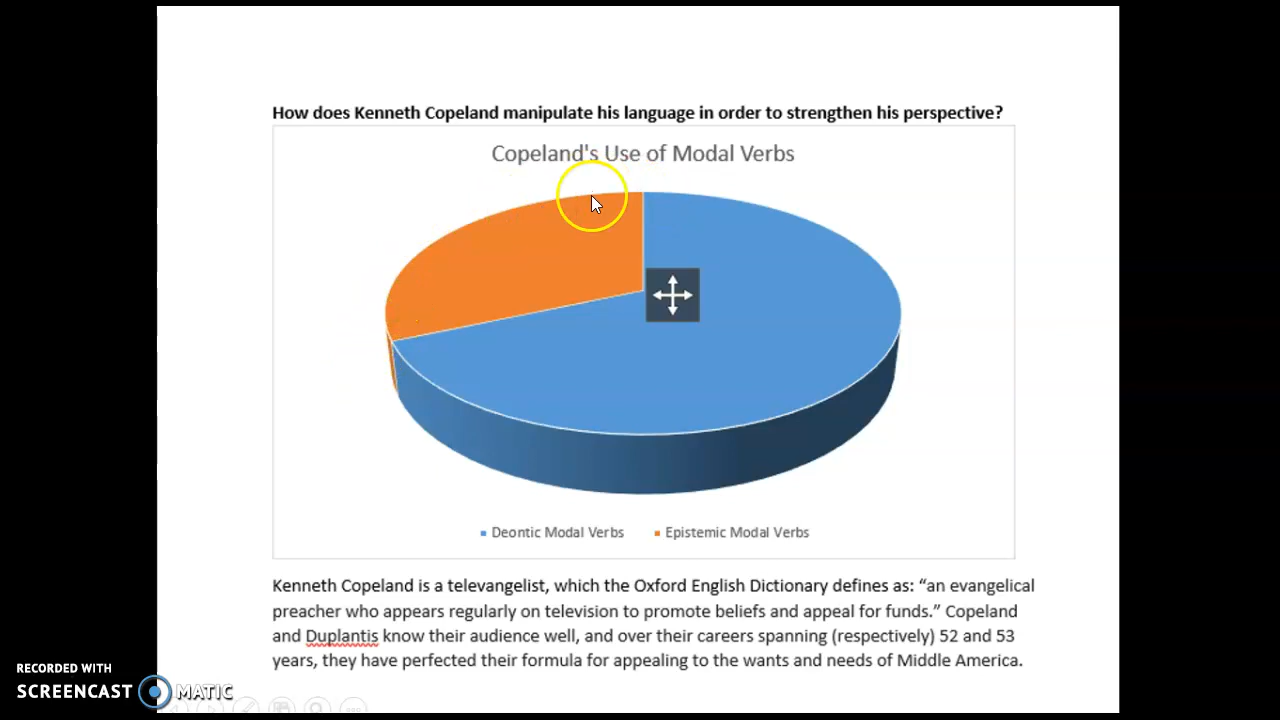 How does Kenneth Copeland manipulate his language in order to strengthen his perspective?
Copeland's Use of Modal Verbs
Deontic Modal Verbs
Epistemic Modal Verbs
Kenneth Copeland is a televangelist, which the Oxford English Dictionary defines as: “an evangelical
preacher who appears regularly on television to promote beliefs and appeal for funds.” Copeland
and Duplantis know their audience well, and over their careers spanning (respectively) 52 and 53
years, they have perfected their formula for appealing to the wants and needs of Middle America.
RECORDED WITH
SCREENCAST MATIC